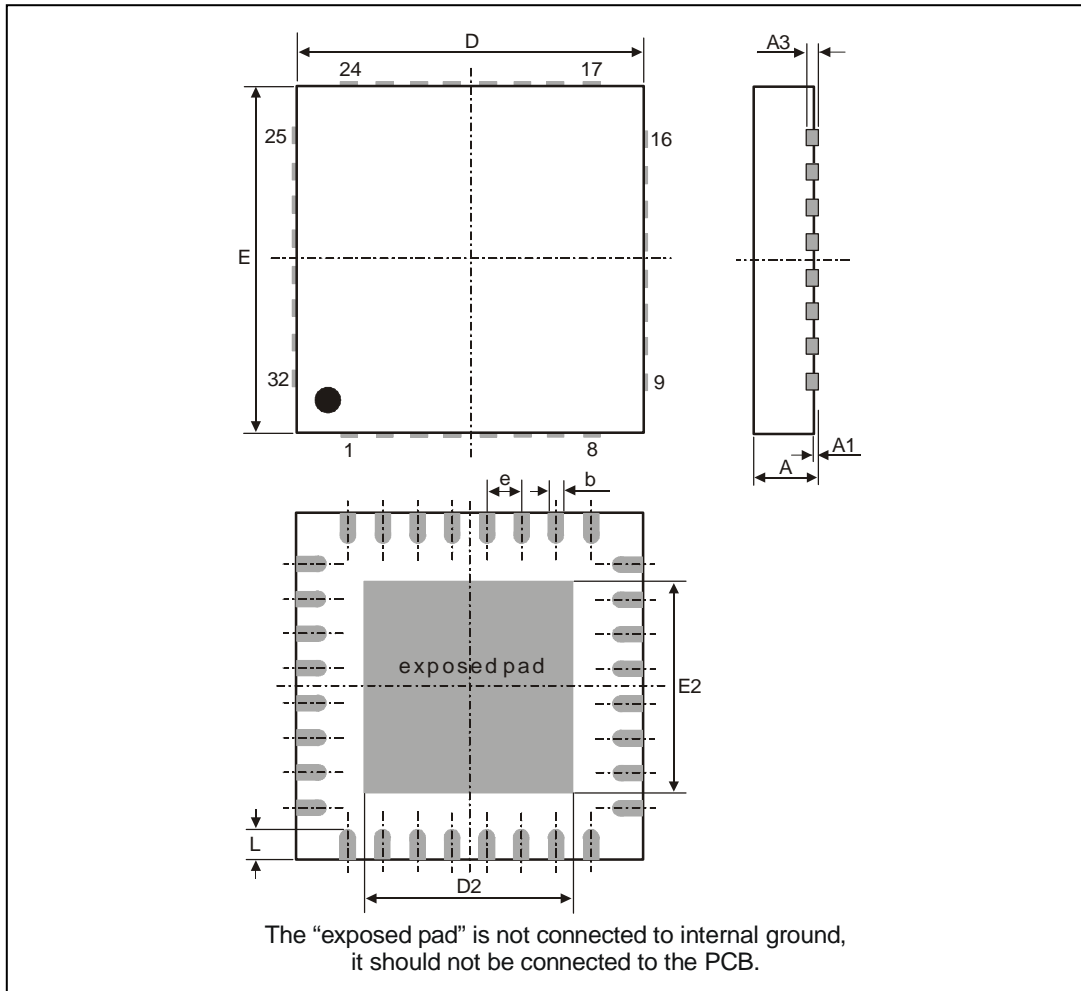 D
A3
24
17
25
16
E
32
9
1
8
A1
A
e
b
exposed pad
E2
L
D2
The “exposed pad” is not connected to internal ground,
it should not be connected to the PCB.